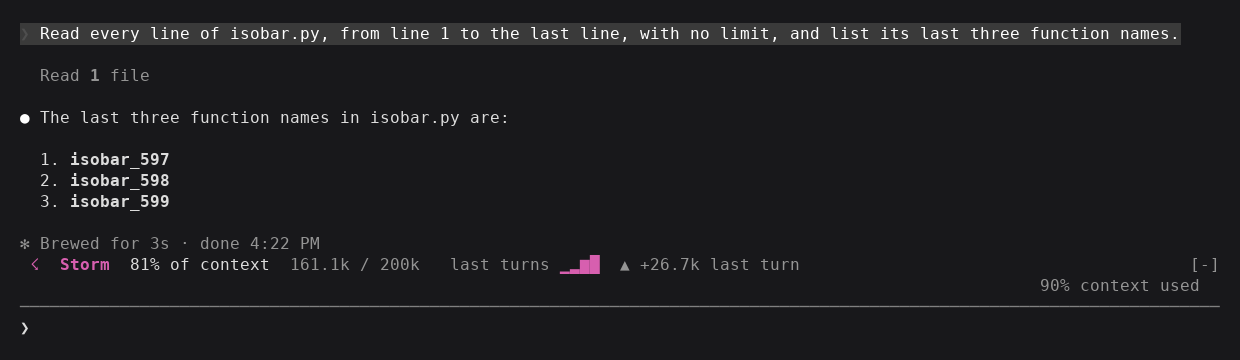 ❯ Read every line of isobar.py, from line 1 to the last line, with no limit, and list its last three function names.
Read 1 file
● The last three function names in isobar.py are:
1. isobar_597
2. isobar_598
3. isobar_599
✻ Brewed for 3s · done 4:22 PM
☇ Storm 81% of context 161.1k / 200k last turns ▁▂▆█ ▲ +26.7k last turn [-]
90% context used
❯